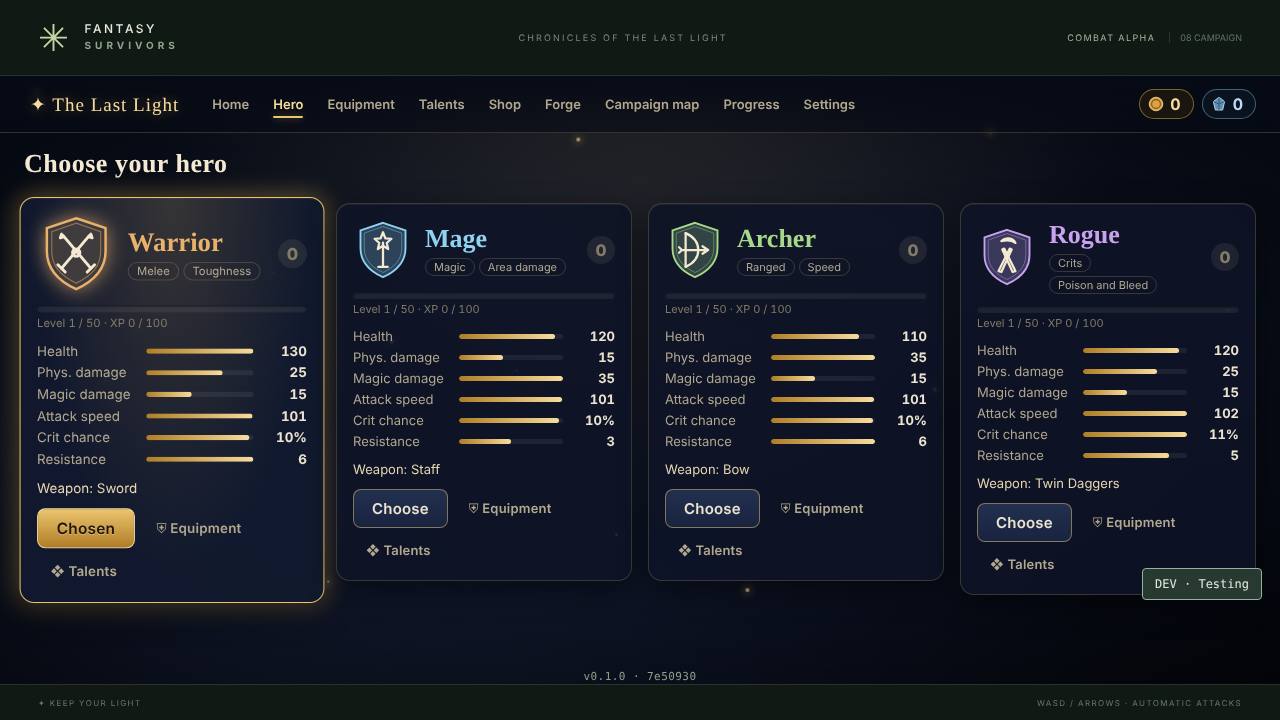 FANTASY
SURVIVORS
CHRONICLES OF THE LAST LIGHT
COMBAT ALPHA
08 CAMPAIGN
✦ The Last Light
Home
Hero
Equipment
Talents
Shop
Forge
Campaign map
Progress
Settings
0
0
Choose your hero
Warrior
Melee
Toughness
0
Level 1 / 50 · XP 0 / 100
Health 130
Phys. damage 25
Magic damage 15
Attack speed 101
Crit chance 10%
Resistance 6
Weapon: Sword
Chosen
Equipment
❖ Talents
Mage
Magic
Area damage
0
Level 1 / 50 · XP 0 / 100
Health 120
Phys. damage 15
Magic damage 35
Attack speed 101
Crit chance 10%
Resistance 3
Weapon: Staff
Choose
Equipment
❖ Talents
Archer
Ranged
Speed
0
Level 1 / 50 · XP 0 / 100
Health 110
Phys. damage 35
Magic damage 15
Attack speed 101
Crit chance 10%
Resistance 6
Weapon: Bow
Choose
Equipment
❖ Talents
Rogue
Crits
Poison and Bleed
0
Level 1 / 50 · XP 0 / 100
Health 120
Phys. damage 25
Magic damage 15
Attack speed 102
Crit chance 11%
Resistance 5
Weapon: Twin Daggers
Choose
Equipment
❖ Talents
DEV · Testing
v0.1.0 · 7e50930
✦ KEEP YOUR LIGHT
WASD / ARROWS · AUTOMATIC ATTACKS